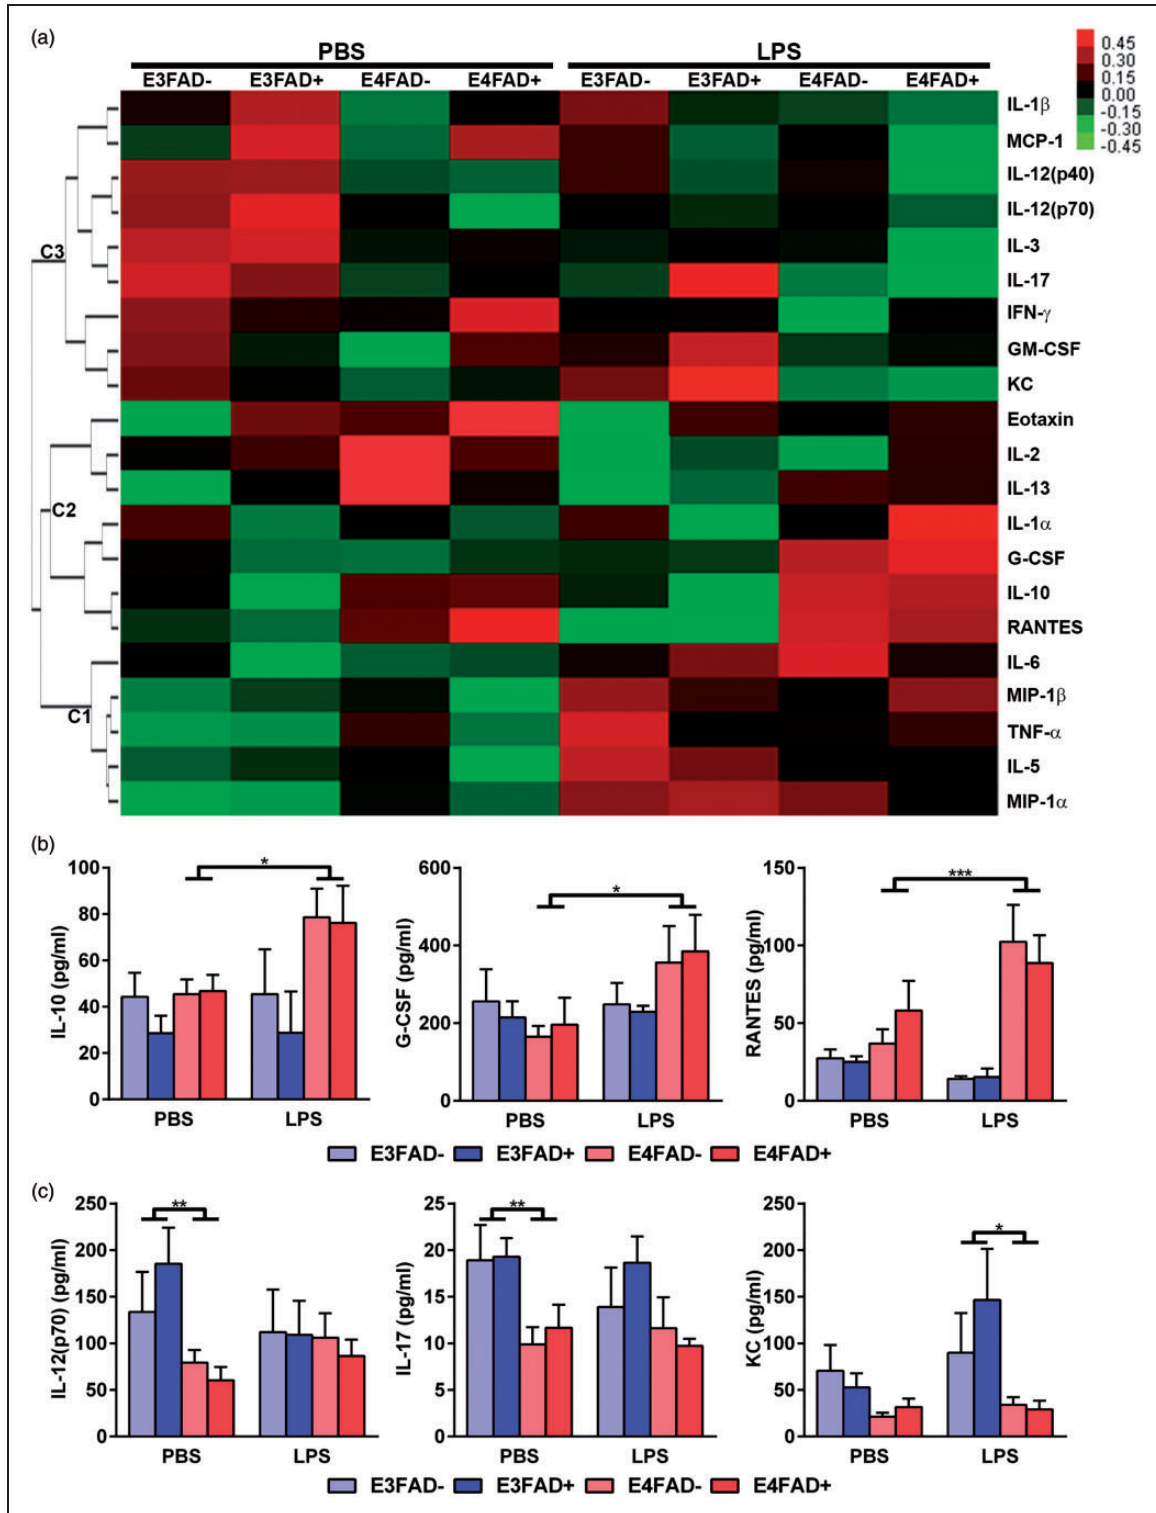 (a)
PBS LPS
E3FAD- E3FAD+ E4FAD- E4FAD+ E3FAD- E3FAD+ E4FAD- E4FAD+
0.45
0.30
0.15
0.00
-0.15
-0.30
-0.45
IL-1β
MCP-1
IL-12(p40)
IL-12(p70)
C3
IL-3
IL-17
IFN-γ
GM-CSF
KC
Eotaxin
IL-2
IL-13
C2
IL-1α
G-CSF
IL-10
RANTES
IL-6
MIP-1β
C1
TNF-α
IL-5
MIP-1α
(b)
IL-10 (pg/ml)
100
80
60
40
20
0
*
PBS LPS
G-CSF (pg/ml)
600
400
200
0
*
PBS LPS
RANTES (pg/ml)
150
100
50
0
***
PBS LPS
E3FAD- E3FAD+ E4FAD- E4FAD+
(c)
IL-12(p70) (pg/ml)
250
200
150
100
50
0
**
PBS LPS
IL-17 (pg/ml)
25
20
15
10
5
0
**
PBS LPS
KC (pg/ml)
250
200
150
100
50
0
*
PBS LPS
E3FAD- E3FAD+ E4FAD- E4FAD+